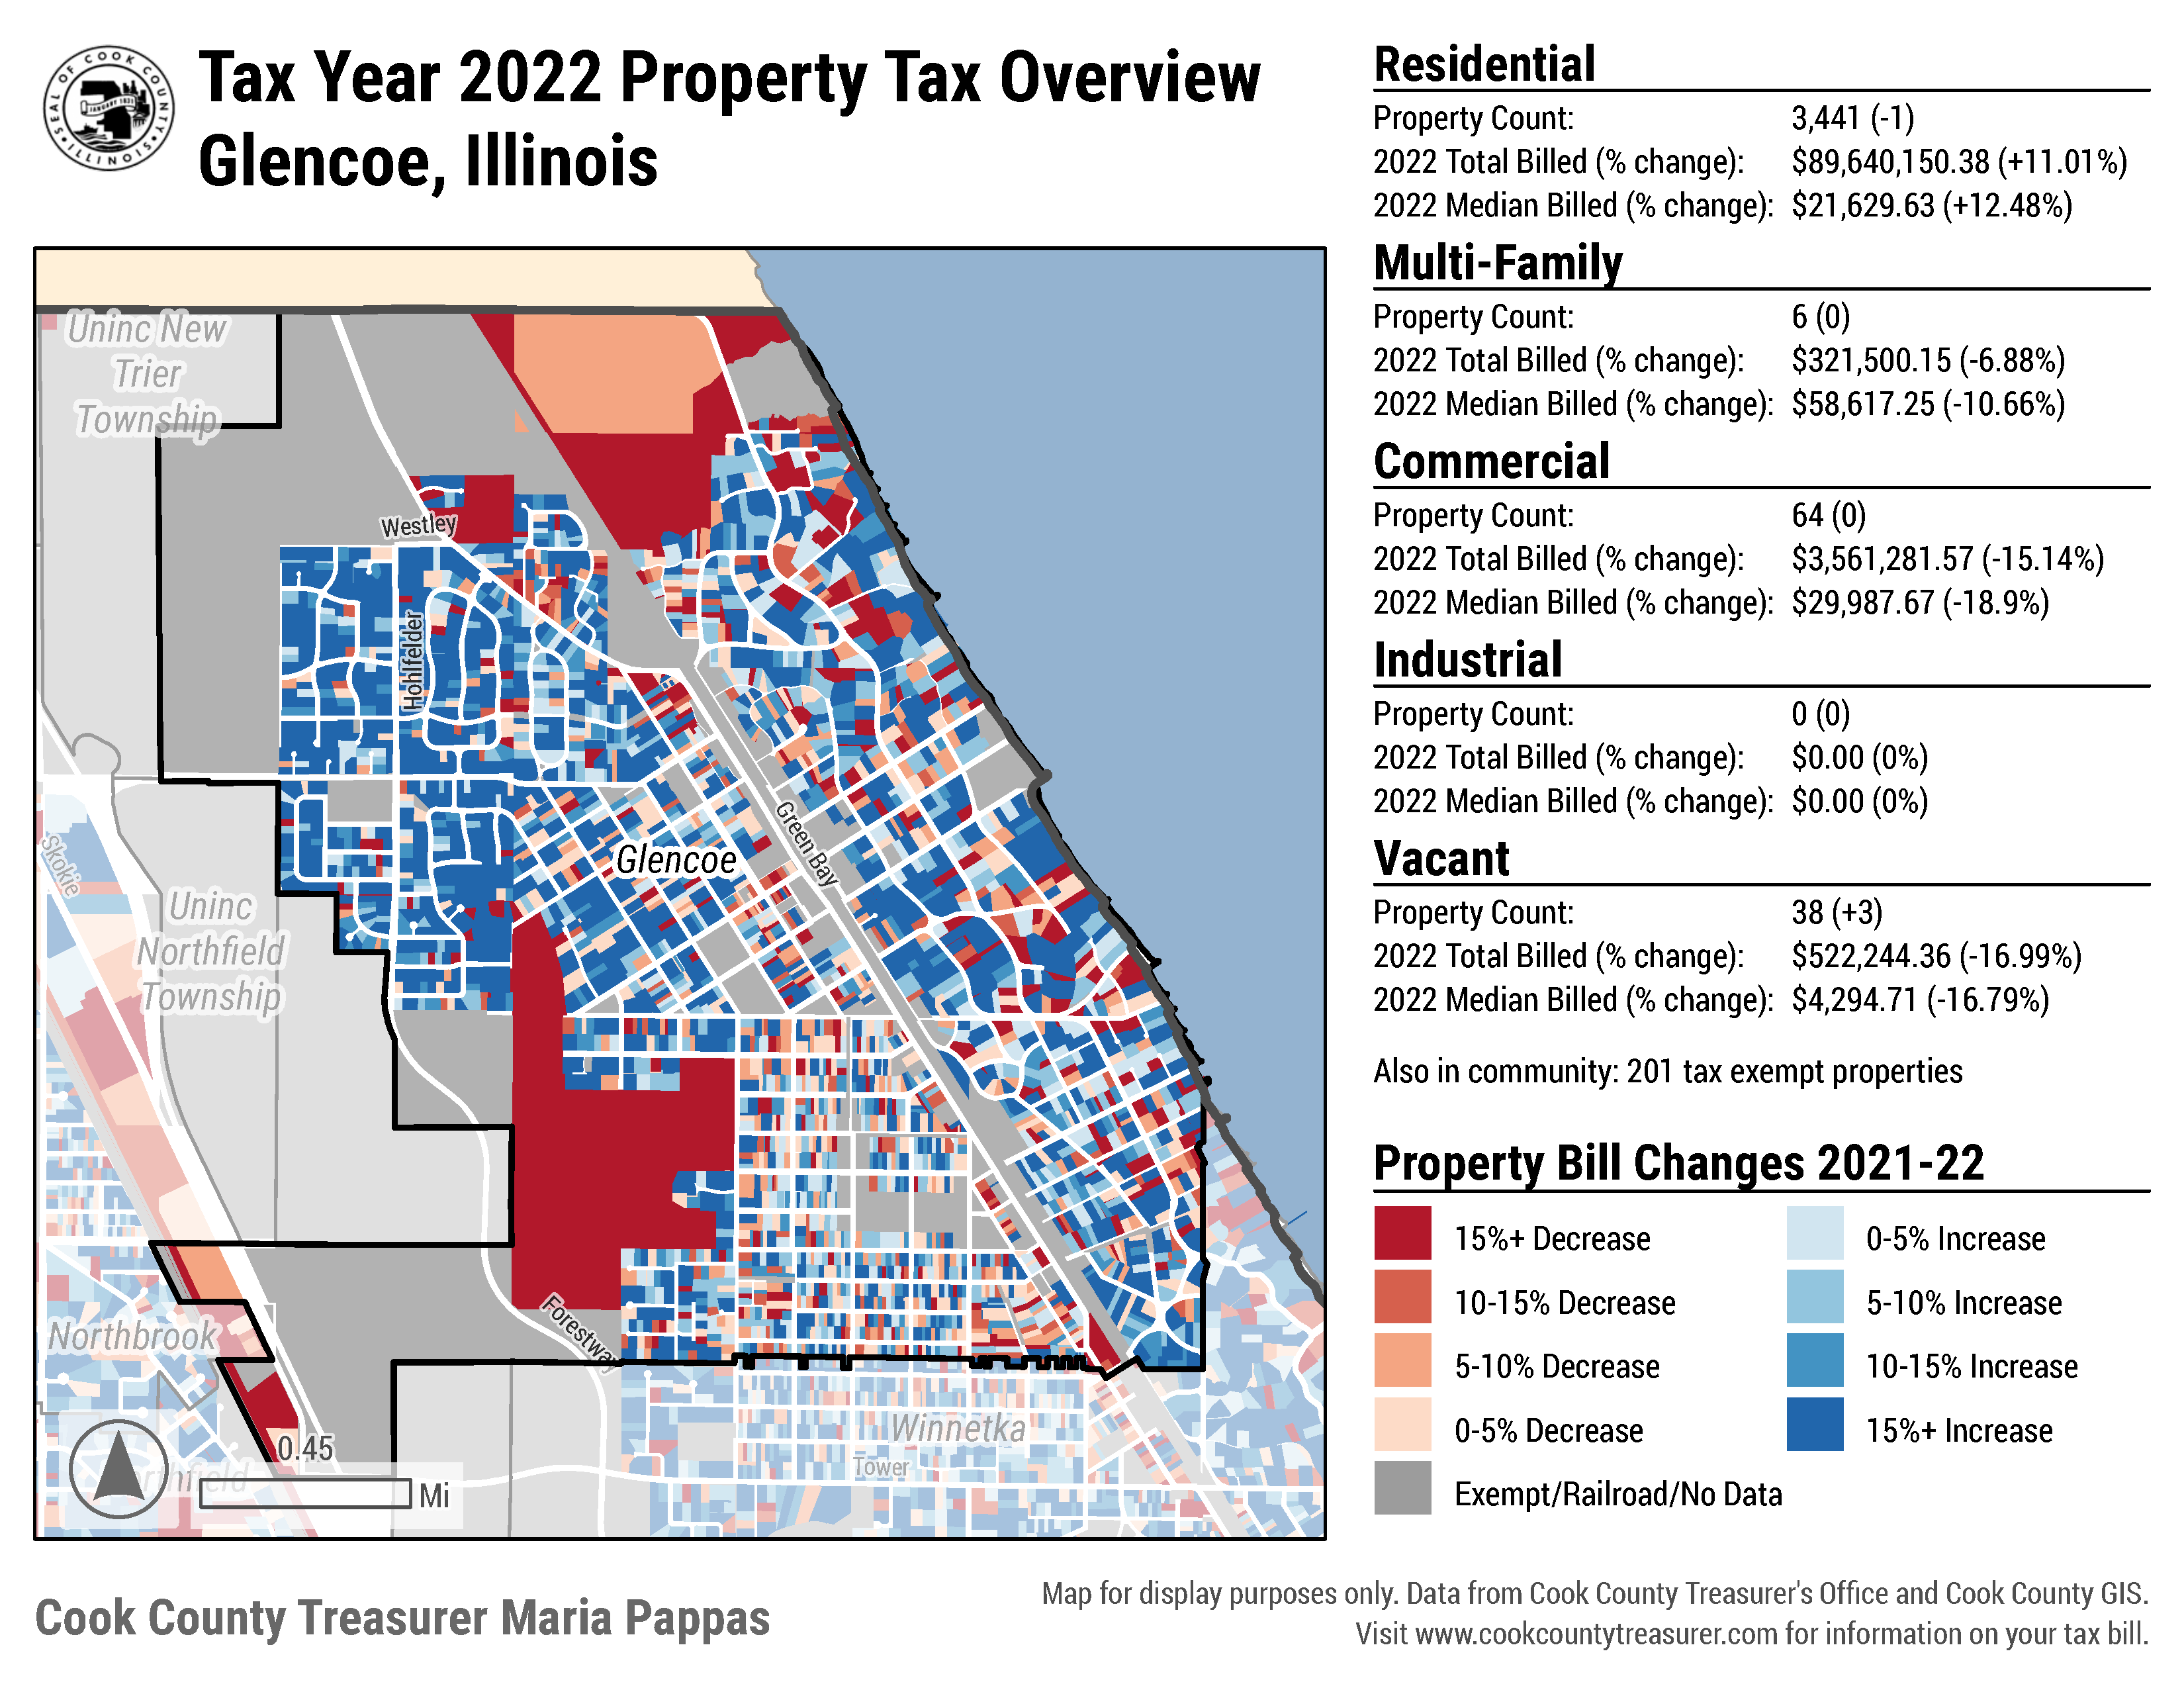 SEAL OF COOK COUNTY
JANUARY 1831
ILLINOIS
Tax Year 2022 Property Tax Overview
Glencoe, Illinois
Uninc New
Trier
Township
Westley
Hohlfelder
Green Bay
Glencoe
Skokie
Uninc
Northfield
Township
Northbrook
Forestway
Winnetka
Tower
0.45
Mi
Residential
Property Count: 3,441 (-1)
2022 Total Billed (% change): $89,640,150.38 (+11.01%)
2022 Median Billed (% change): $21,629.63 (+12.48%)
Multi-Family
Property Count: 6 (0)
2022 Total Billed (% change): $321,500.15 (-6.88%)
2022 Median Billed (% change): $58,617.25 (-10.66%)
Commercial
Property Count: 64 (0)
2022 Total Billed (% change): $3,561,281.57 (-15.14%)
2022 Median Billed (% change): $29,987.67 (-18.9%)
Industrial
Property Count: 0 (0)
2022 Total Billed (% change): $0.00 (0%)
2022 Median Billed (% change): $0.00 (0%)
Vacant
Property Count: 38 (+3)
2022 Total Billed (% change): $522,244.36 (-16.99%)
2022 Median Billed (% change): $4,294.71 (-16.79%)
Also in community: 201 tax exempt properties
Property Bill Changes 2021-22
15%+ Decrease
0-5% Increase
10-15% Decrease
5-10% Increase
5-10% Decrease
10-15% Increase
0-5% Decrease
15%+ Increase
Exempt/Railroad/No Data
Cook County Treasurer Maria Pappas
Map for display purposes only. Data from Cook County Treasurer's Office and Cook County GIS.
Visit www.cookcountytreasurer.com for information on your tax bill.